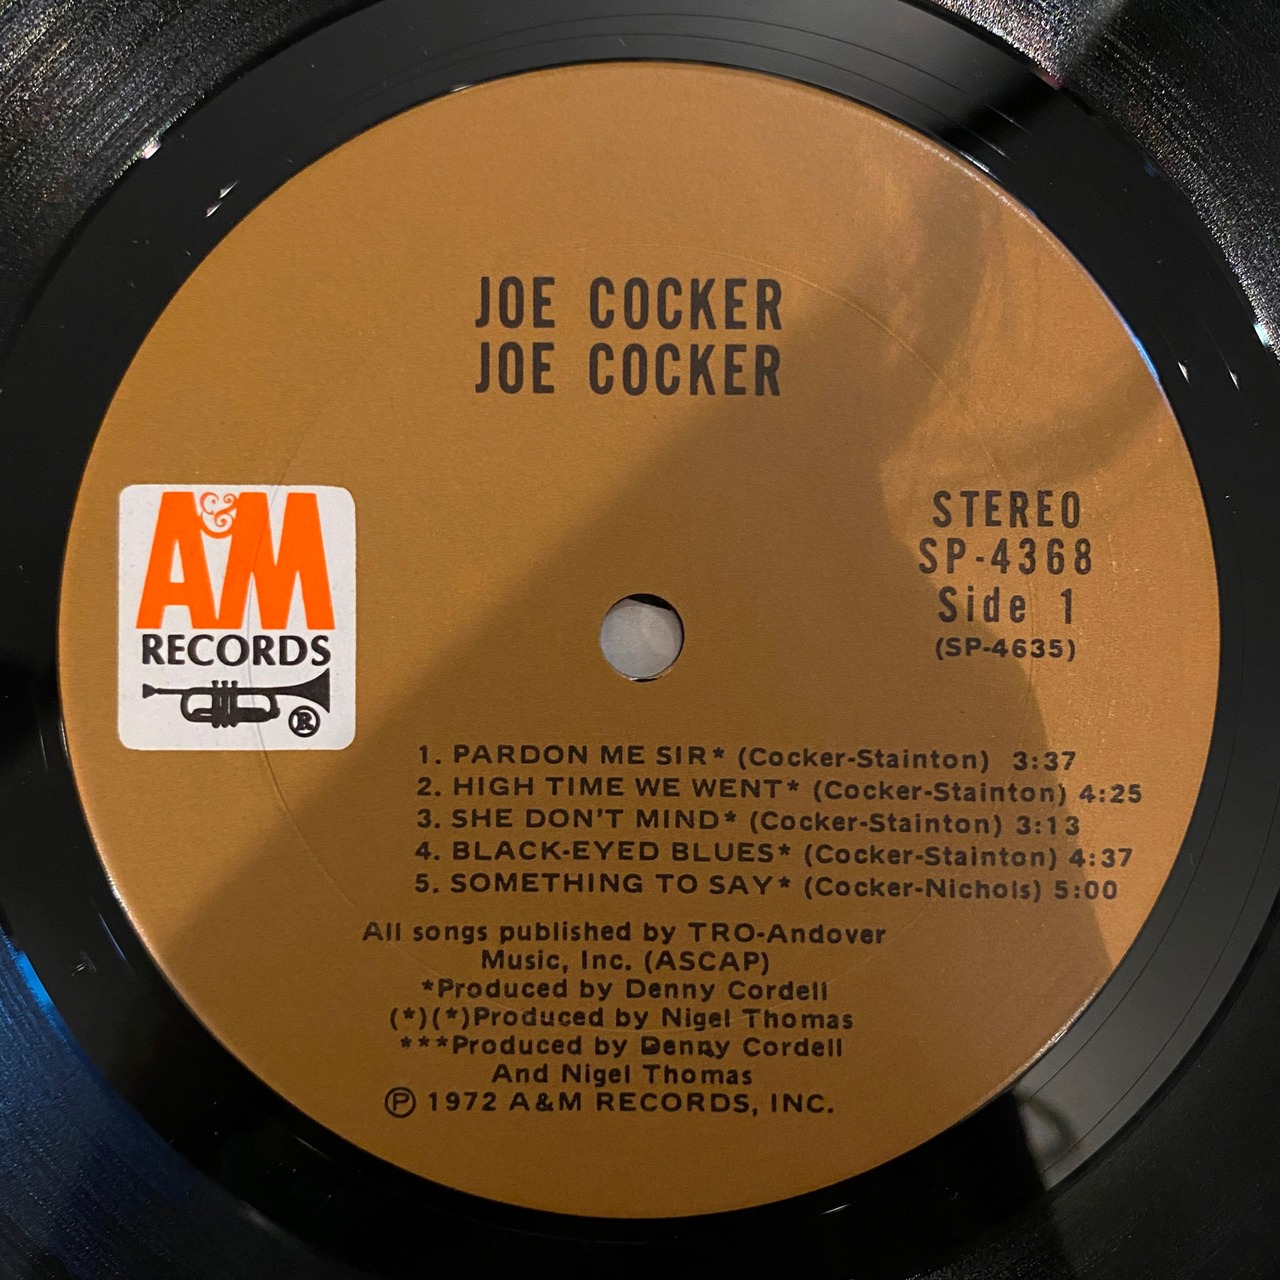 JOE COCKER
JOE COCKER
A&M
RECORDS
®
STEREO
SP-4368
Side 1
(SP-4635)
1. PARDON ME SIR* (Cocker-Stainton) 3:37
2. HIGH TIME WE WENT* (Cocker-Stainton) 4:25
3. SHE DON'T MIND* (Cocker-Stainton) 3:13
4. BLACK-EYED BLUES* (Cocker-Stainton) 4:37
5. SOMETHING TO SAY* (Cocker-Nichols) 5:00
All songs published by TRO-Andover
Music, Inc. (ASCAP)
*Produced by Denny Cordell
(*)(*)Produced by Nigel Thomas
***Produced by Denny Cordell
And Nigel Thomas
℗ 1972 A&M RECORDS, INC.